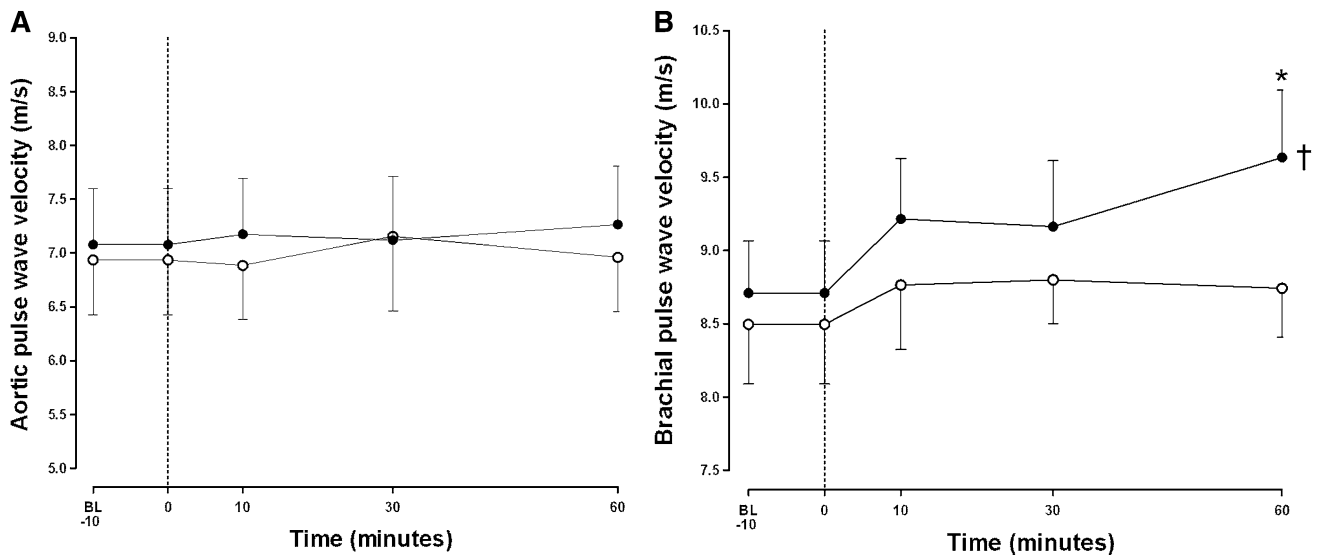 A
Aortic pulse wave velocity (m/s)
9.0
8.5
8.0
7.5
7.0
6.5
6.0
5.5
5.0
BL
-10 0 10 30 60
Time (minutes)
B
Brachial pulse wave velocity (m/s)
10.5
10.0
9.5
9.0
8.5
8.0
7.5
*
†
BL
-10 0 10 30 60
Time (minutes)